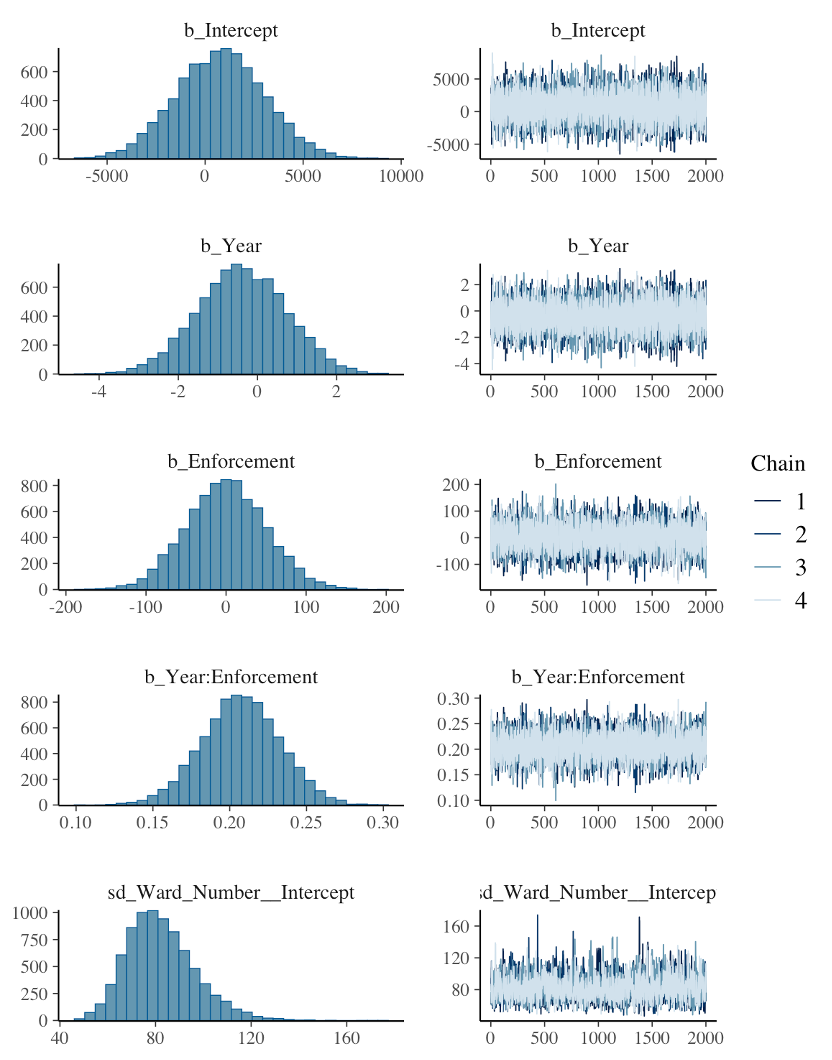 b_Intercept b_Intercept
600
400
200
0
-5000 0 5000 10000
5000
0
-5000
0 500 1000 1500 2000
b_Year b_Year
600
400
200
0
-4 -2 0 2
2
0
-2
-4
0 500 1000 1500 2000
b_Enforcement b_Enforcement
800
600
400
200
0
-200 -100 0 100 200
200
100
0
-100
0 500 1000 1500 2000
Chain
1
2
3
4
b_Year:Enforcement b_Year:Enforcement
800
600
400
200
0
0.10 0.15 0.20 0.25 0.30
0.30
0.25
0.20
0.15
0.10
0 500 1000 1500 2000
sd_Ward_Number__Intercept sd_Ward_Number__Intercep
1000
750
500
250
0
40 80 120 160
160
120
80
0 500 1000 1500 2000